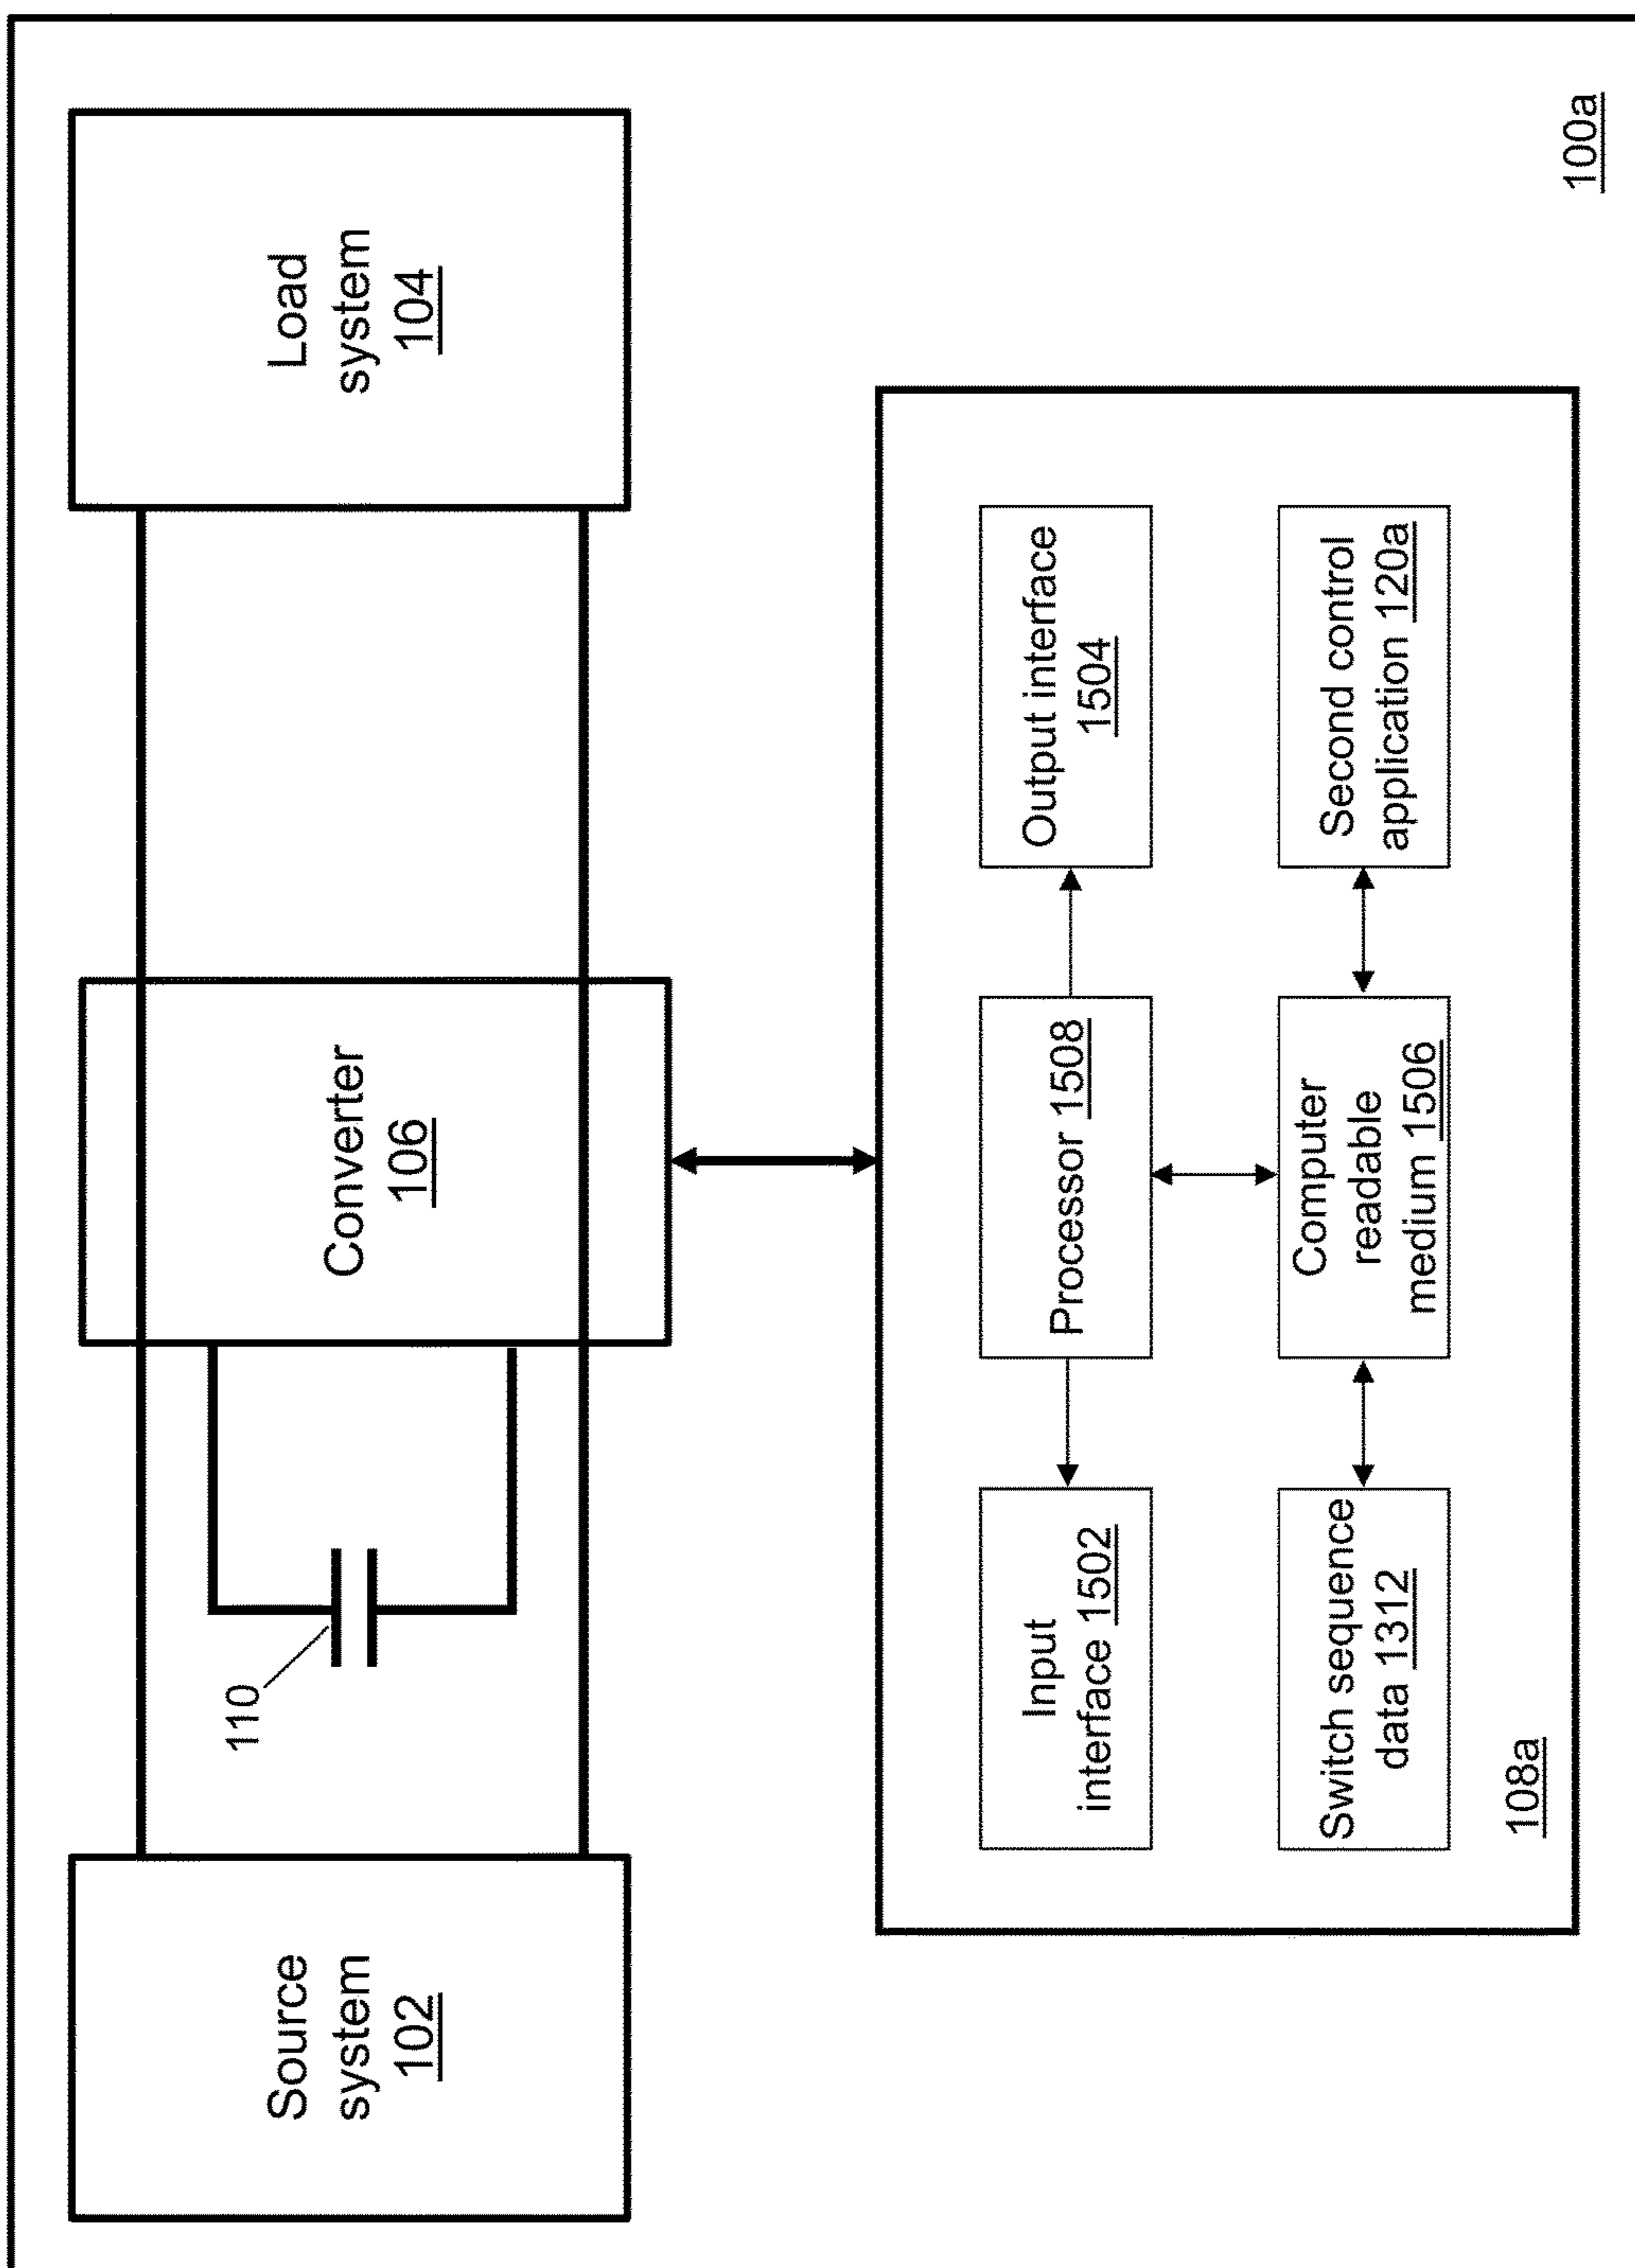 Source
system
102
110
Converter
106
Load
system
104
Input
interface 1502
Processor 1508
Output interface
1504
Switch sequence
data 1312
Computer
readable
medium 1506
Second control
application 120a
108a
100a